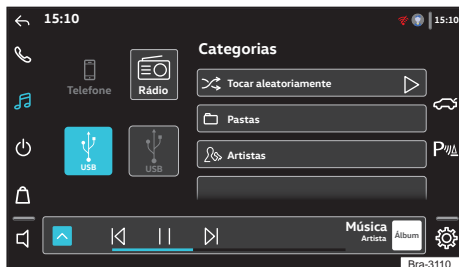 15:10
15:10
Categorias
Telefone
Rádio
Tocar aleatoriamente
Pastas
USB
USB
Artistas
P
Música
Artista
Álbum
Bra-3110